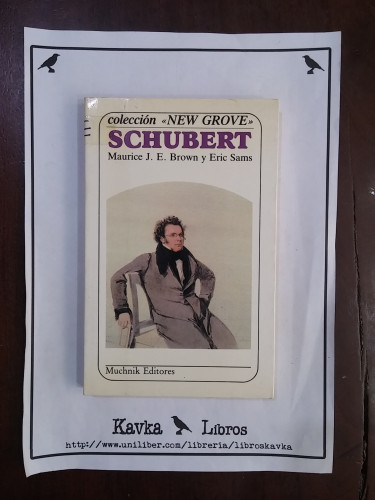 colección «NEW GROVE»
SCHUBERT
Maurice J. E. Brown y Eric Sams
Muchnik Editores
Kavka Libros
http://www.uniliber.com/libreria/libroskavka